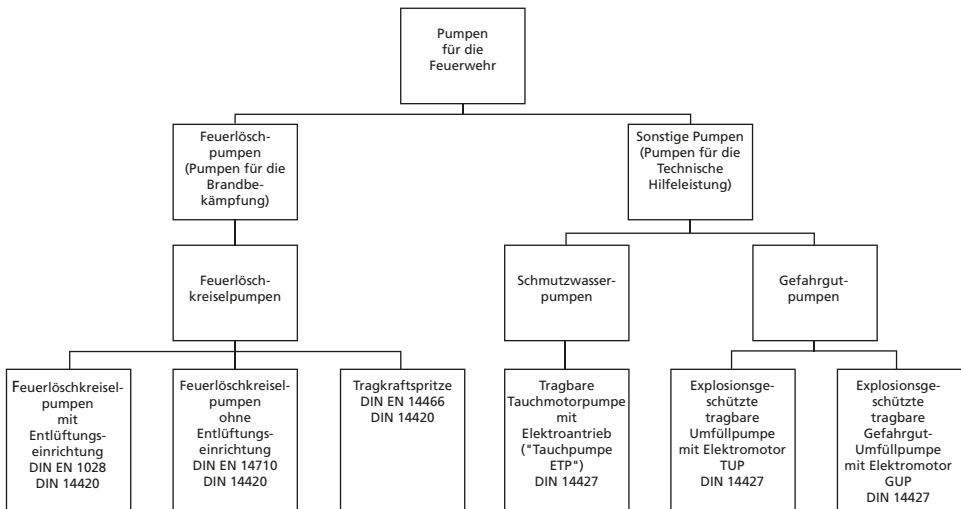 Pumpen
für die
Feuerwehr
Feuerlösch-
pumpen
(Pumpen für die
Brandbe-
kämpfung)
Sonstige Pumpen
(Pumpen für die
Technische
Hilfeleistung)
Feuerlösch-
kreiselpumpen
Schmutzwasser-
pumpen
Gefahrgut-
pumpen
Feuerlöschkreisel-
pumpen
mit
Entlüftungs-
einrichtung
DIN EN 1028
DIN 14420
Feuerlöschkreisel-
pumpen
ohne
Entlüftungs-
einrichtung
DIN EN 14710
DIN 14420
Tragkraftspritze
DIN EN 14466
DIN 14420
Tragbare
Tauchmotorpumpe
mit
Elektroantrieb
("Tauchpumpe
ETP")
DIN 14427
Explosionsge-
schützte
tragbare
Umfüllpumpe
mit Elektromotor
TUP
DIN 14427
Explosionsge-
schützte
tragbare
Gefahrgut-
Umfüllpumpe
mit Elektromotor
GUP
DIN 14427